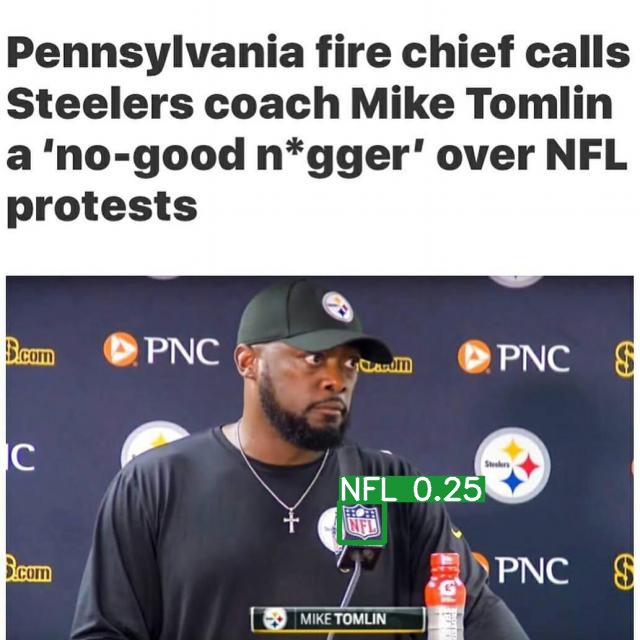 Pennsylvania fire chief calls
Steelers coach Mike Tomlin
a ‘no-good n*gger’ over NFL
protests
S.com
PNC
.com
PNC
$
IC
Steelers
NFL 0.25
NFL
S.com
PNC
$
G
MIKE TOMLIN